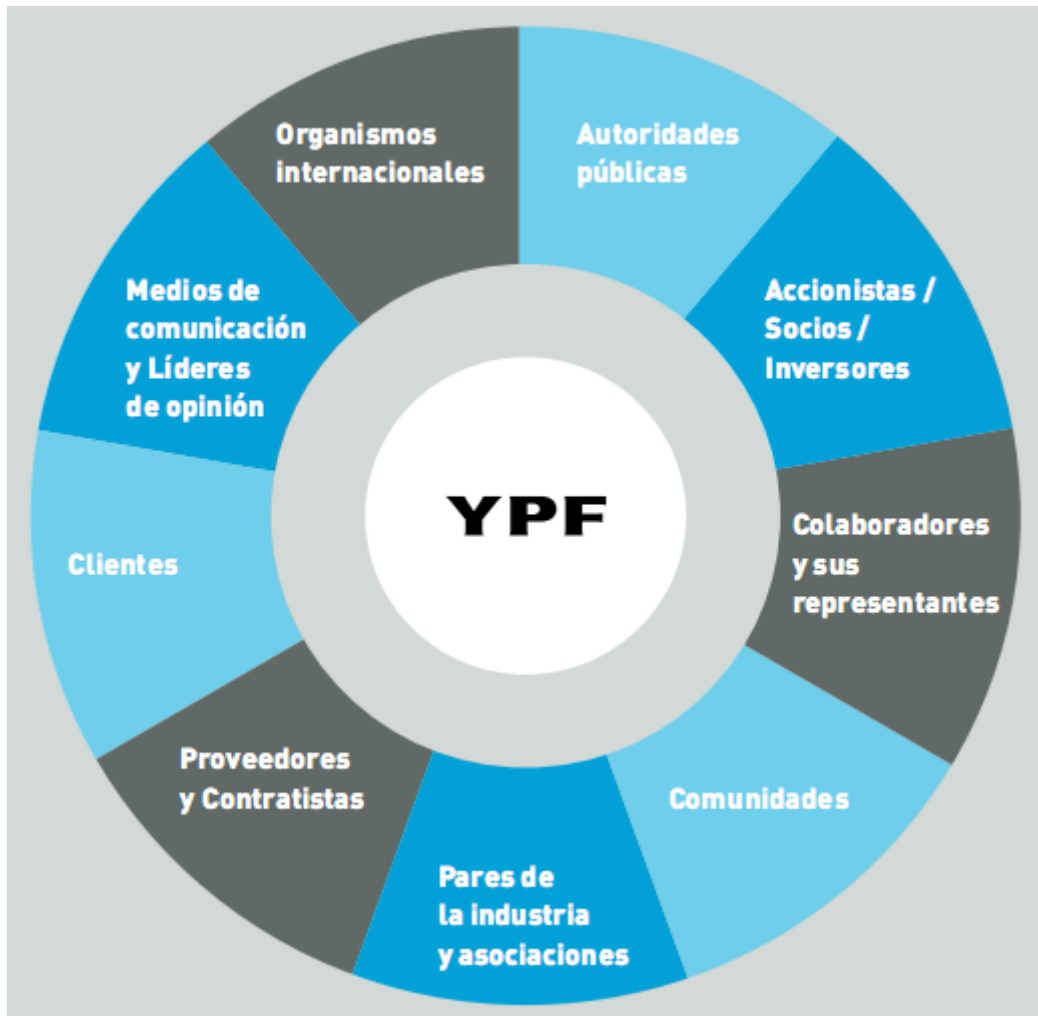 Organismos
internacionales
Autoridades
públicas
Accionistas /
Socios /
Inversores
Colaboradores
y sus
representantes
Comunidades
Pares de
la industria
y asociaciones
Proveedores
y Contratistas
Clientes
Medios de
comunicación
y Líderes
de opinión
YPF